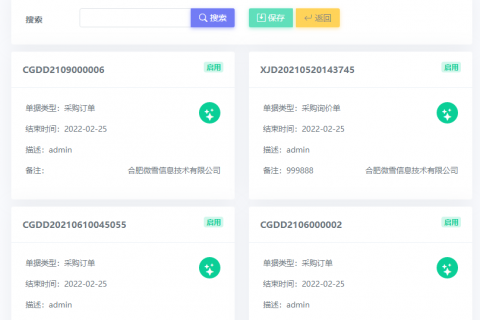 搜索 搜索 保存 返回
CGDD2109000006 启用
单据类型：采购订单
结束时间：2022-02-25
描述：admin
备注： 合肥微雪信息技术有限公司
XJD20210520143745 启用
单据类型：采购询价单
结束时间：2022-02-25
描述：admin
备注：999888 合肥微雪信息技术有限公司
CGDD20210610045055 启用
单据类型：采购订单
结束时间：2022-02-25
描述：admin
CGDD2106000002 启用
单据类型：采购订单
结束时间：2022-02-25
描述：admin